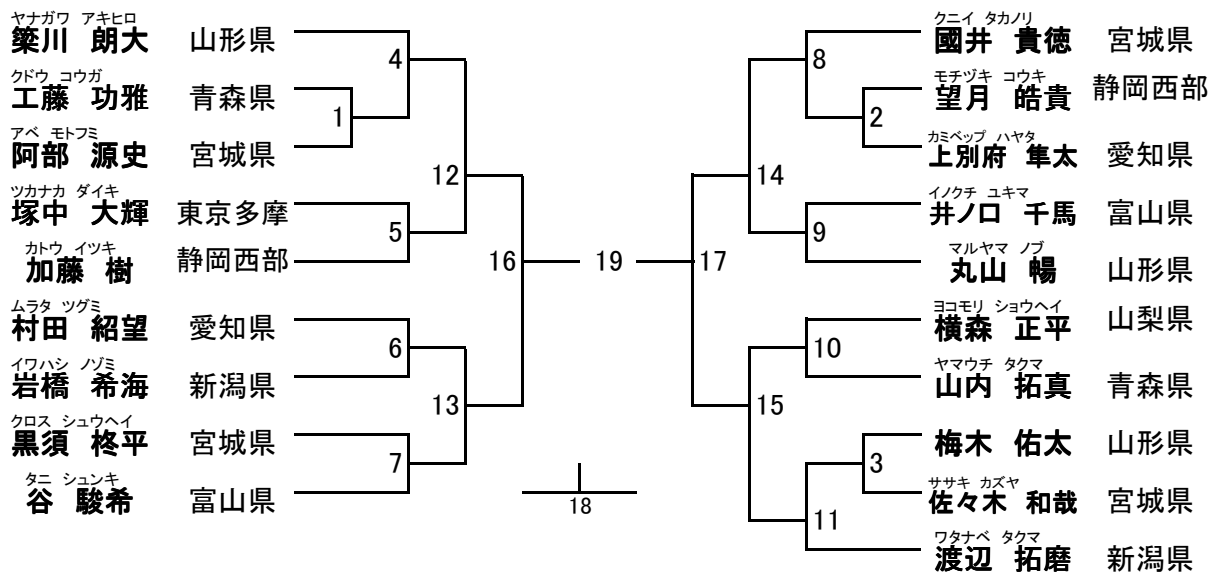 ヤナガワ アキヒロ
簗川 朗大 山形県
クドウ コウガ
工藤 功雅 青森県
アベ モトフミ
阿部 源史 宮城県
ツカナカ ダイキ
塚中 大輝 東京多摩
カトウ イツキ
加藤 樹 静岡西部
ムラタ ツグミ
村田 紹望 愛知県
イワハシ ノゾミ
岩橋 希海 新潟県
クロス シュウヘイ
黒須 柊平 宮城県
タニ シュンキ
谷 駿希 富山県
4
1
12
5
16
6
13
7
19
18
8
2
14
9
17
10
15
3
11
クニイ タカノリ
國井 貴徳 宮城県
モチヅキ コウキ
望月 皓貴 静岡西部
カミベップ ハヤタ
上別府 隼太 愛知県
イノクチ ユキマ
井ノ口 千馬 富山県
マルヤマ ノブ
丸山 暢 山形県
ヨコモリ ショウヘイ
横森 正平 山梨県
ヤマウチ タクマ
山内 拓真 青森県
梅木 佑太 山形県
ササキ カズヤ
佐々木 和哉 宮城県
ワタナベ タクマ
渡辺 拓磨 新潟県